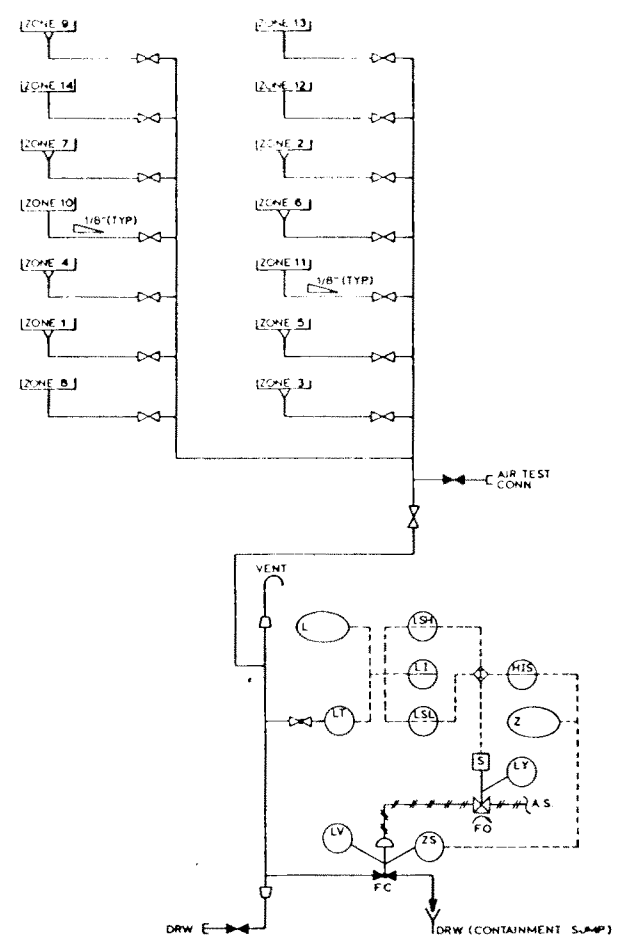 ZONE 9
ZONE 13
ZONE 14
ZONE 12
ZONE 7
ZONE 2
ZONE 10
1/8"(TYP)
ZONE 6
ZONE 4
ZONE 11
1/8"(TYP)
ZONE 1
ZONE 5
ZONE 8
ZONE 3
AIR TEST
CONN
VENT
L
LSH
LI
HIS
LT
LSL
Z
S
LY
A.S.
FO
LV
ZS
FC
DRW
DRW (CONTAINMENT SUMP)